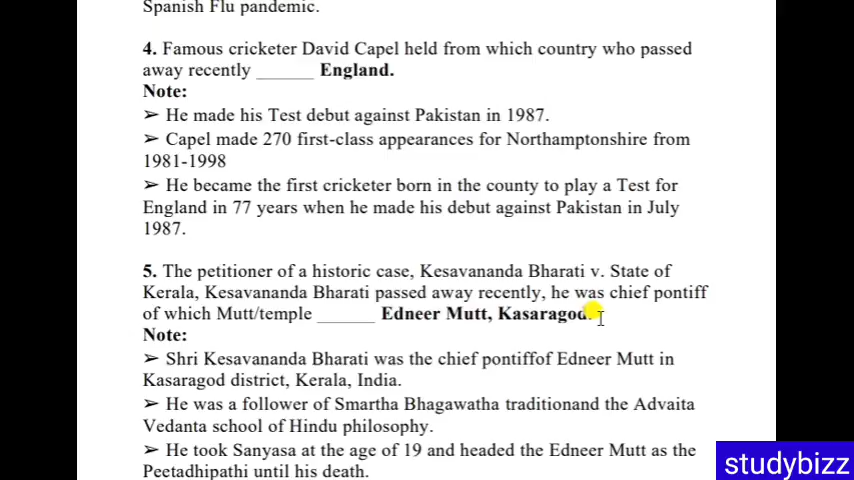 Spanish Flu pandemic.
4. Famous cricketer David Capel held from which country who passed
away recently ______ England.
Note:
➢ He made his Test debut against Pakistan in 1987.
➢ Capel made 270 first-class appearances for Northamptonshire from
1981-1998
➢ He became the first cricketer born in the county to play a Test for
England in 77 years when he made his debut against Pakistan in July
1987.
5. The petitioner of a historic case, Kesavananda Bharati v. State of
Kerala, Kesavananda Bharati passed away recently, he was chief pontiff
of which Mutt/temple ______ Edneer Mutt, Kasaragod.
Note:
➢ Shri Kesavananda Bharati was the chief pontiffof Edneer Mutt in
Kasaragod district, Kerala, India.
➢ He was a follower of Smartha Bhagawatha traditionand the Advaita
Vedanta school of Hindu philosophy.
➢ He took Sanyasa at the age of 19 and headed the Edneer Mutt as the
Peetadhipathi until his death.
studybizz